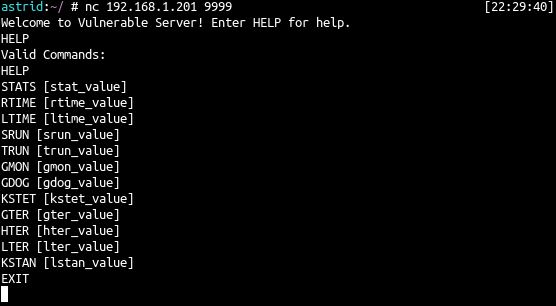 astrid:~/ # nc 192.168.1.201 9999 [22:29:40]
Welcome to Vulnerable Server! Enter HELP for help.
HELP
Valid Commands:
HELP
STATS [stat_value]
RTIME [rtime_value]
LTIME [ltime_value]
SRUN [srun_value]
TRUN [trun_value]
GMON [gmon_value]
GDOG [gdog_value]
KSTET [kstet_value]
GTER [gter_value]
HTER [hter_value]
LTER [lter_value]
KSTAN [lstan_value]
EXIT